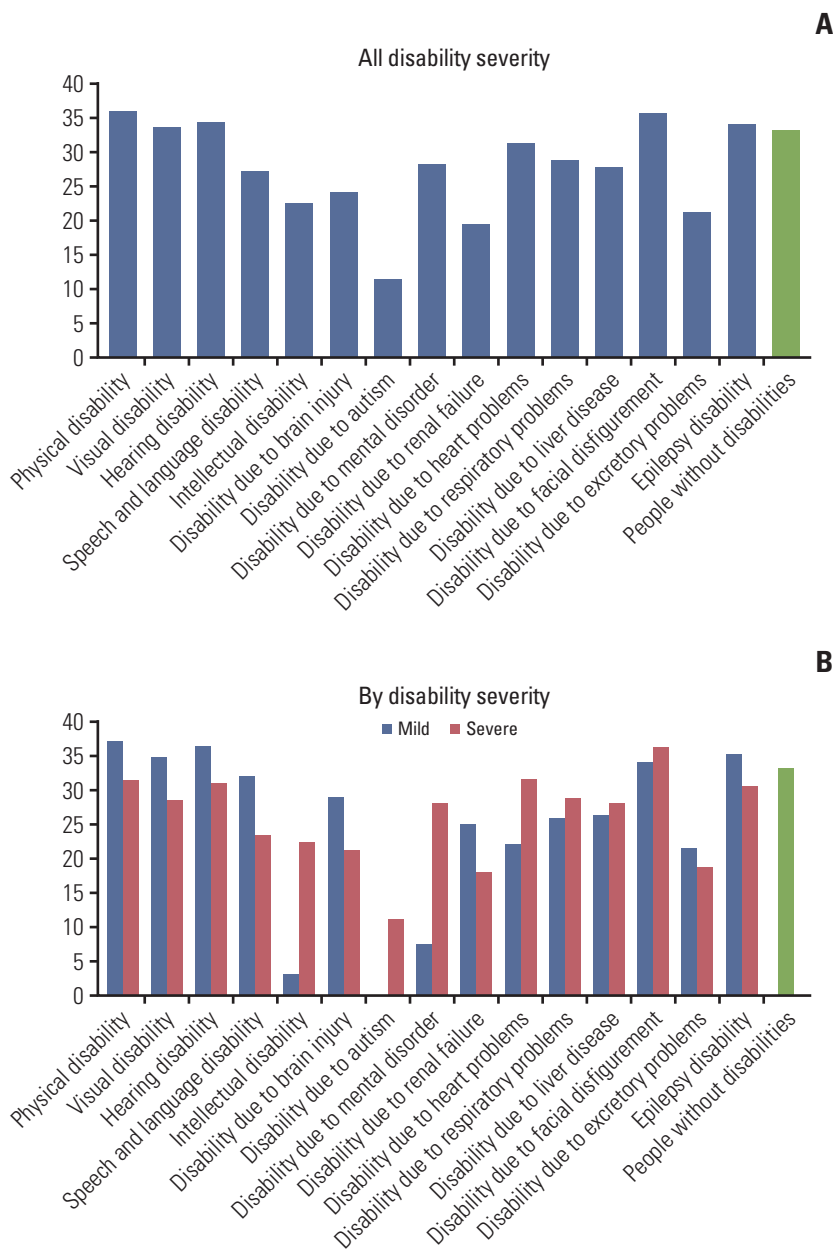 A
All disability severity
40
35
30
25
20
15
10
5
0
Physical disability
Visual disability
Hearing disability
Speech and language disability
Intellectual disability
Disability due to brain injury
Disability due to autism
Disability due to mental disorder
Disability due to renal failure
Disability due to heart problems
Disability due to respiratory problems
Disability due to liver disease
Disability due to facial disfigurement
Disability due to excretory problems
Epilepsy disability
People without disabilities
B
By disability severity
Mild Severe
40
35
30
25
20
15
10
5
0
Physical disability
Visual disability
Hearing disability
Speech and language disability
Intellectual disability
Disability due to brain injury
Disability due to autism
Disability due to mental disorder
Disability due to renal failure
Disability due to heart problems
Disability due to respiratory problems
Disability due to liver disease
Disability due to facial disfigurement
Disability due to excretory problems
Epilepsy disability
People without disabilities